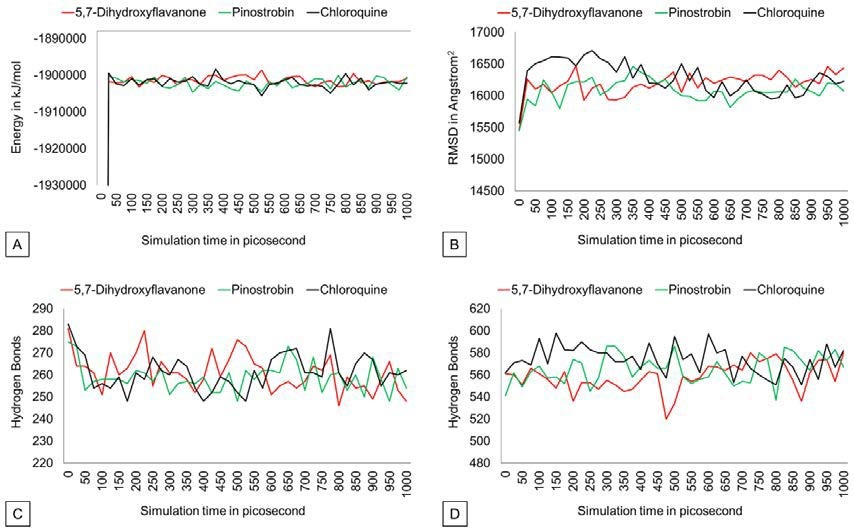 5,7-Dihydroxyflavanone Pinostrobin Chloroquine
-1890000
-1900000
-1910000
-1920000
-1930000
Energy in kJ/mol
0 50 100 150 200 250 300 350 400 450 500 550 600 650 700 750 800 850 900 950 1000
Simulation time in picosecond
A
5,7-Dihydroxyflavanone Pinostrobin Chloroquine
17000
16500
16000
15500
15000
14500
RMSD in Angstrom²
0 50 100 150 200 250 300 350 400 450 500 550 600 650 700 750 800 850 900 950 1000
Simulation time in picosecond
B
5,7-Dihydroxyflavanone Pinostrobin Chloroquine
290
280
270
260
250
240
230
220
Hydrogen Bonds
0 50 100 150 200 250 300 350 400 450 500 550 600 650 700 750 800 850 900 950 1000
Simulation time in picosecond
C
5,7-Dihydroxyflavanone Pinostrobin Chloroquine
620
600
580
560
540
520
500
480
Hydrogen Bonds
0 50 100 150 200 250 300 350 400 450 500 550 600 650 700 750 800 850 900 950 1000
Simulation time in picosecond
D